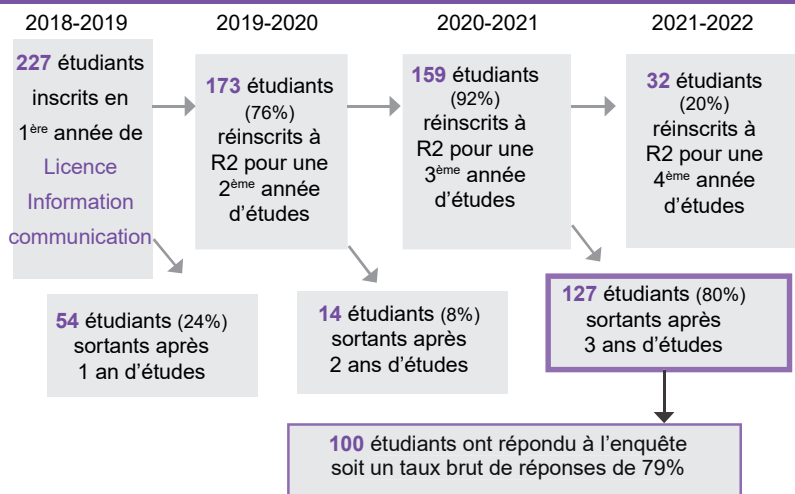 2018-2019
2019-2020
2020-2021
2021-2022
227 étudiants
inscrits en
1ère année de
Licence
Information
communication
173 étudiants
(76%)
réinscrits à
R2 pour une
2ème année
d’études
159 étudiants
(92%)
réinscrits à
R2 pour une
3ème année
d’études
32 étudiants
(20%)
réinscrits à
R2 pour une
4ème année
d’études
54 étudiants (24%)
sortants après
1 an d’études
14 étudiants (8%)
sortants après
2 ans d’études
127 étudiants (80%)
sortants après
3 ans d’études
100 étudiants ont répondu à l’enquête
soit un taux brut de réponses de 79%